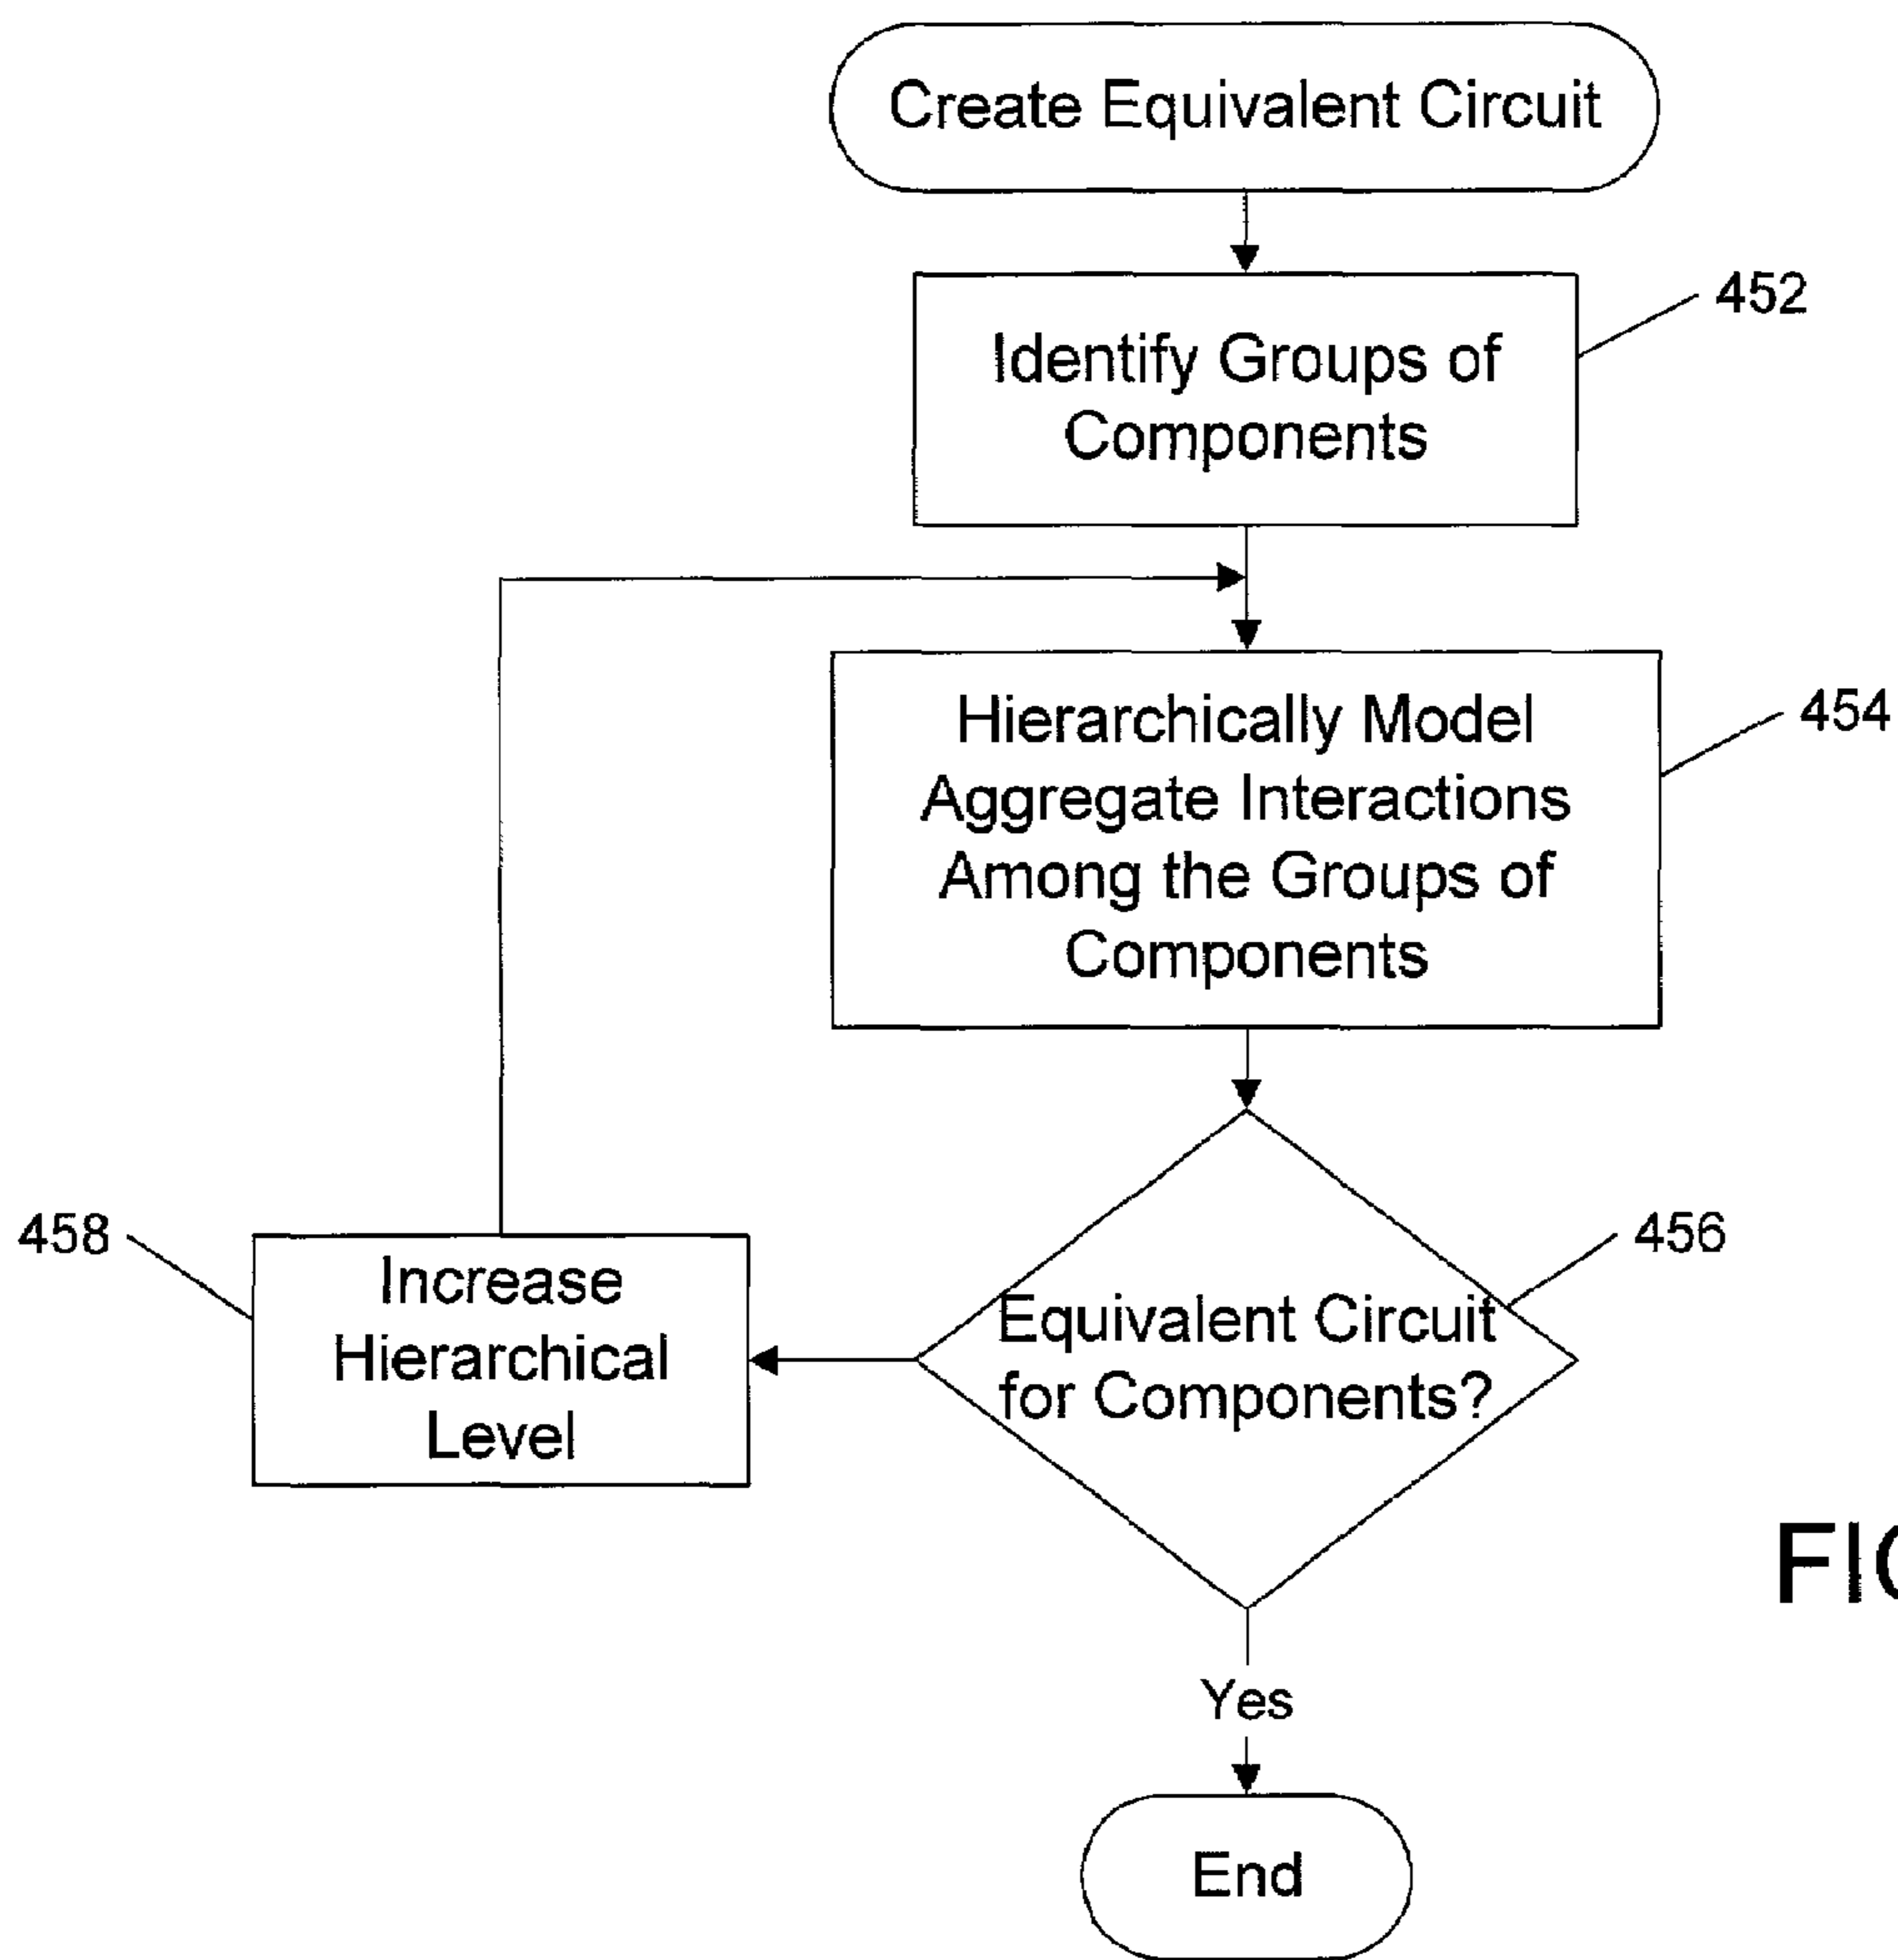 Create Equivalent Circuit
452
Identify Groups of
Components
454
Hierarchically Model
Aggregate Interactions
Among the Groups of
Components
458
Increase
Hierarchical
Level
456
Equivalent Circuit
for Components?
Yes
End